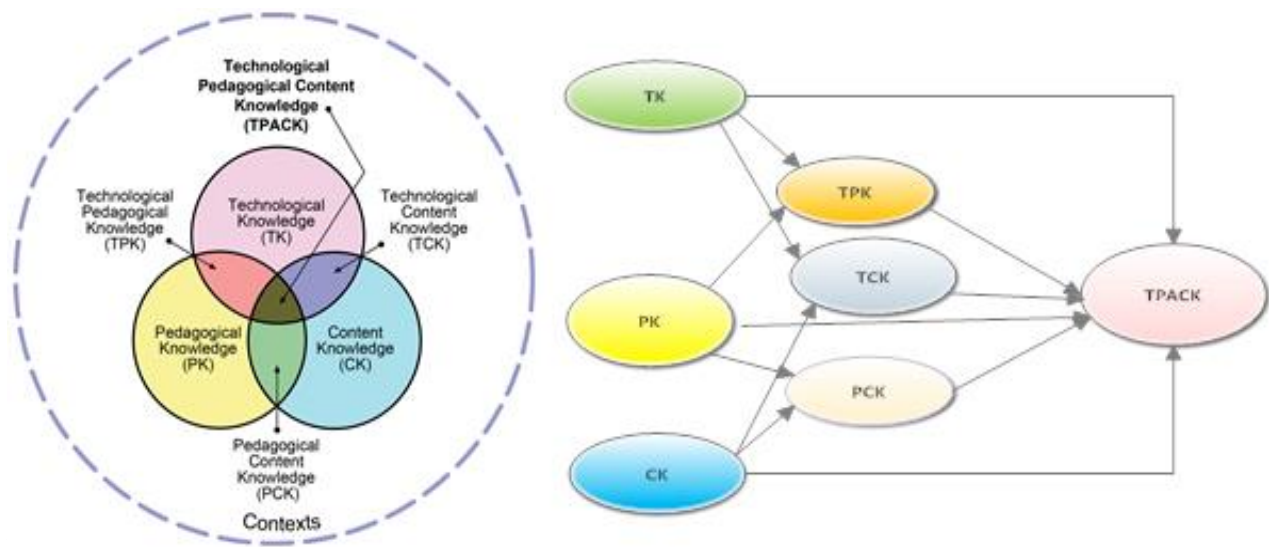 Technological
Pedagogical Content
Knowledge
(TPACK)
Technological
Pedagogical
Knowledge
(TPK)
Technological
Knowledge
(TK)
Technological
Content
Knowledge
(TCK)
Pedagogical
Knowledge
(PK)
Content
Knowledge
(CK)
Pedagogical
Content
Knowledge
(PCK)
Contexts
TK
TPK
TCK
PK
TPACK
PCK
CK